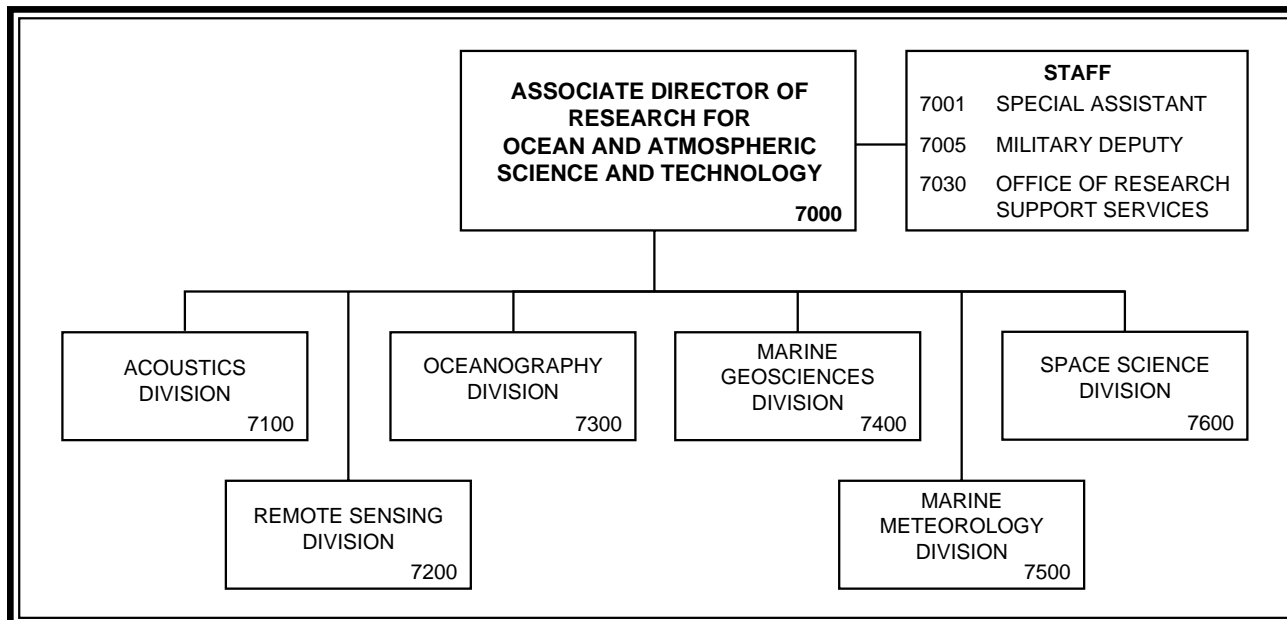 ASSOCIATE DIRECTOR OF
RESEARCH FOR
OCEAN AND ATMOSPHERIC
SCIENCE AND TECHNOLOGY
7000
STAFF
7001 SPECIAL ASSISTANT
7005 MILITARY DEPUTY
7030 OFFICE OF RESEARCH
SUPPORT SERVICES
ACOUSTICS
DIVISION
7100
OCEANOGRAPHY
DIVISION
7300
MARINE
GEOSCIENCES
DIVISION
7400
SPACE SCIENCE
DIVISION
7600
REMOTE SENSING
DIVISION
7200
MARINE
METEOROLOGY
DIVISION
7500